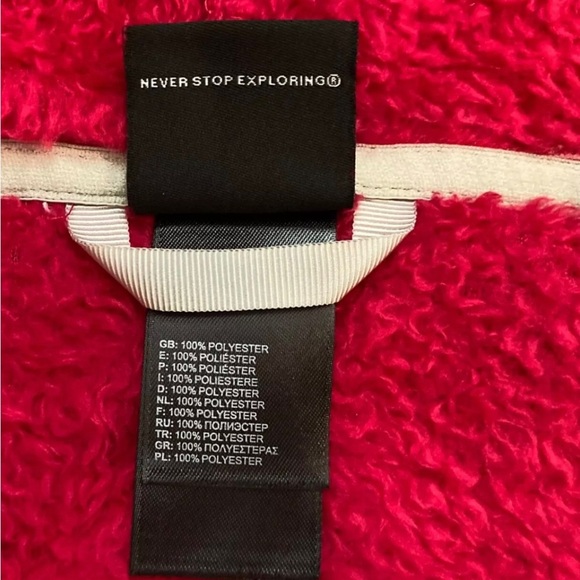 NEVER STOP EXPLORING®
GB: 100% POLYESTER
E: 100% POLIÉSTER
P: 100% POLIÉSTER
I: 100% POLIESTERE
D: 100% POLYESTER
NL: 100% POLYESTER
F: 100% POLYESTER
RU: 100% ПОЛИЭСТЕР
TR: 100% POLYESTER
GR: 100% ΠΟΛΥΕΣΤΕΡΑΣ
PL: 100% POLYESTER